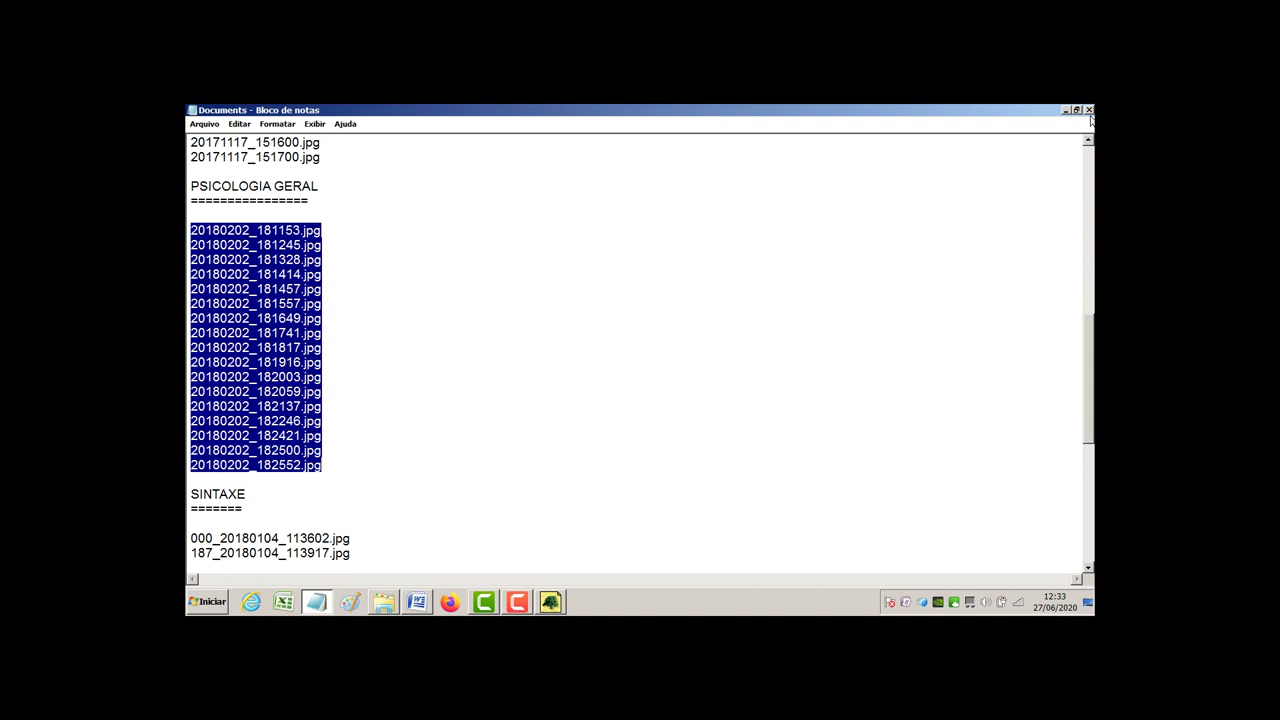 Documents - Bloco de notas
Arquivo Editar Formatar Exibir Ajuda
20171117_151600.jpg
20171117_151700.jpg
PSICOLOGIA GERAL
================
20180202_181153.jpg
20180202_181245.jpg
20180202_181328.jpg
20180202_181414.jpg
20180202_181457.jpg
20180202_181557.jpg
20180202_181649.jpg
20180202_181741.jpg
20180202_181817.jpg
20180202_181916.jpg
20180202_182003.jpg
20180202_182059.jpg
20180202_182137.jpg
20180202_182246.jpg
20180202_182421.jpg
20180202_182500.jpg
20180202_182552.jpg
SINTAXE
=======
000_20180104_113602.jpg
187_20180104_113917.jpg
Iniciar
12:33
27/06/2020